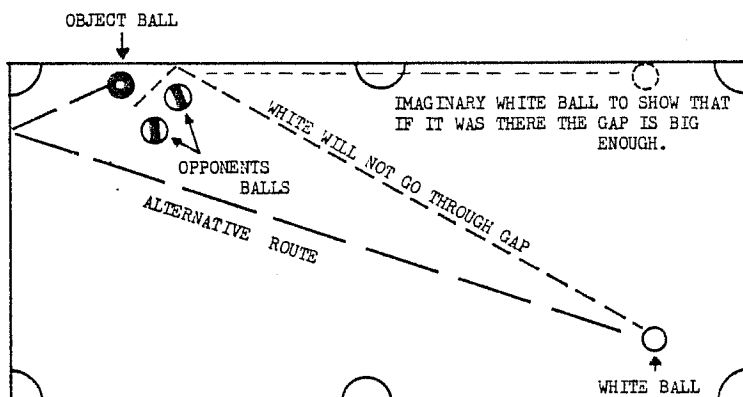 OBJECT BALL
IMAGINARY WHITE BALL TO SHOW THAT
IF IT WAS THERE THE GAP IS BIG
ENOUGH.
WHITE WILL NOT GO THROUGH GAP
OPPONENTS
BALLS
ALTERNATIVE ROUTE
WHITE BALL